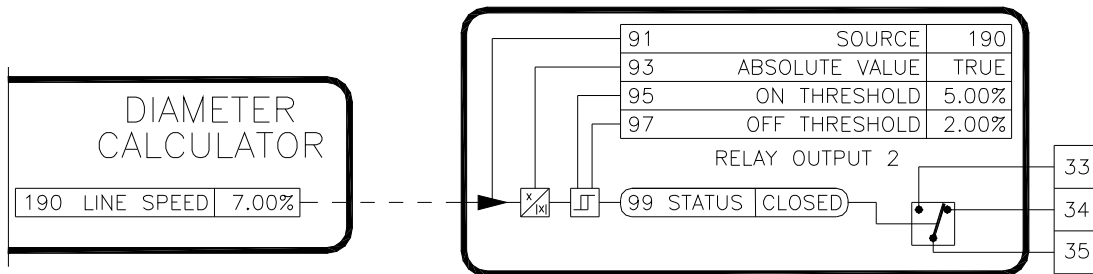 DIAMETER
CALCULATOR
190 LINE SPEED 7.00%
91 SOURCE 190
93 ABSOLUTE VALUE TRUE
95 ON THRESHOLD 5.00%
97 OFF THRESHOLD 2.00%
RELAY OUTPUT 2
x
|x|
99 STATUS CLOSED
33
34
35